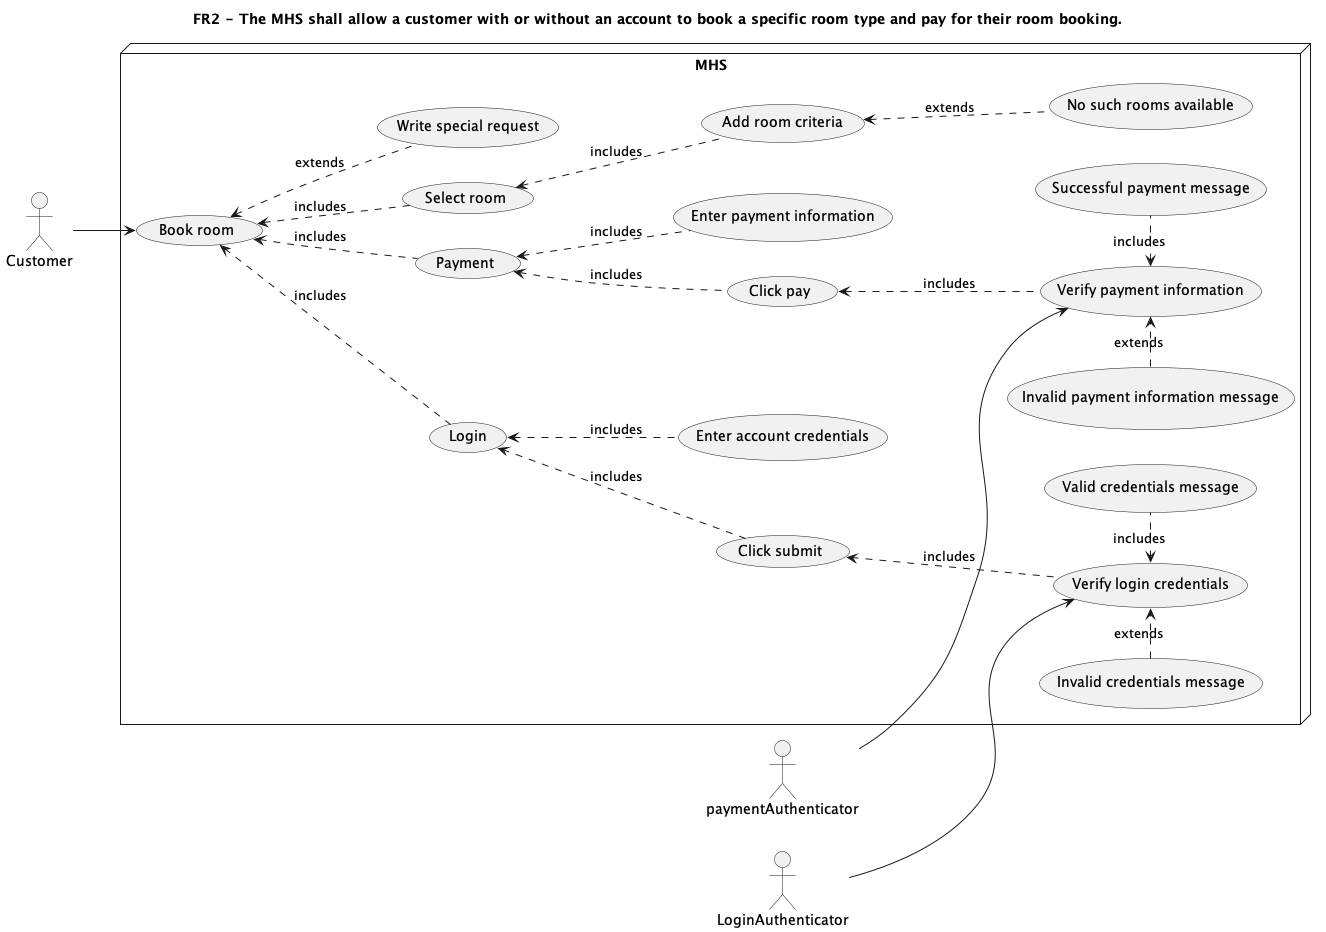 FR2 - The MHS shall allow a customer with or without an account to book a specific room type and pay for their room booking.
MHS
Customer
Book room
extends
includes
includes
includes
Write special request
Select room
Payment
Login
includes
includes
includes
includes
includes
Add room criteria
Enter payment information
Click pay
Enter account credentials
Click submit
extends
includes
includes
No such rooms available
Successful payment message
includes
Verify payment information
extends
Invalid payment information message
Valid credentials message
includes
Verify login credentials
extends
Invalid credentials message
paymentAuthenticator
LoginAuthenticator